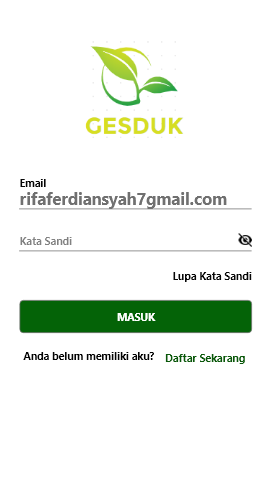 GESDUK
Email
rifaferdiansyah7gmail.com
Kata Sandi
Lupa Kata Sandi
MASUK
Anda belum memiliki aku? Daftar Sekarang